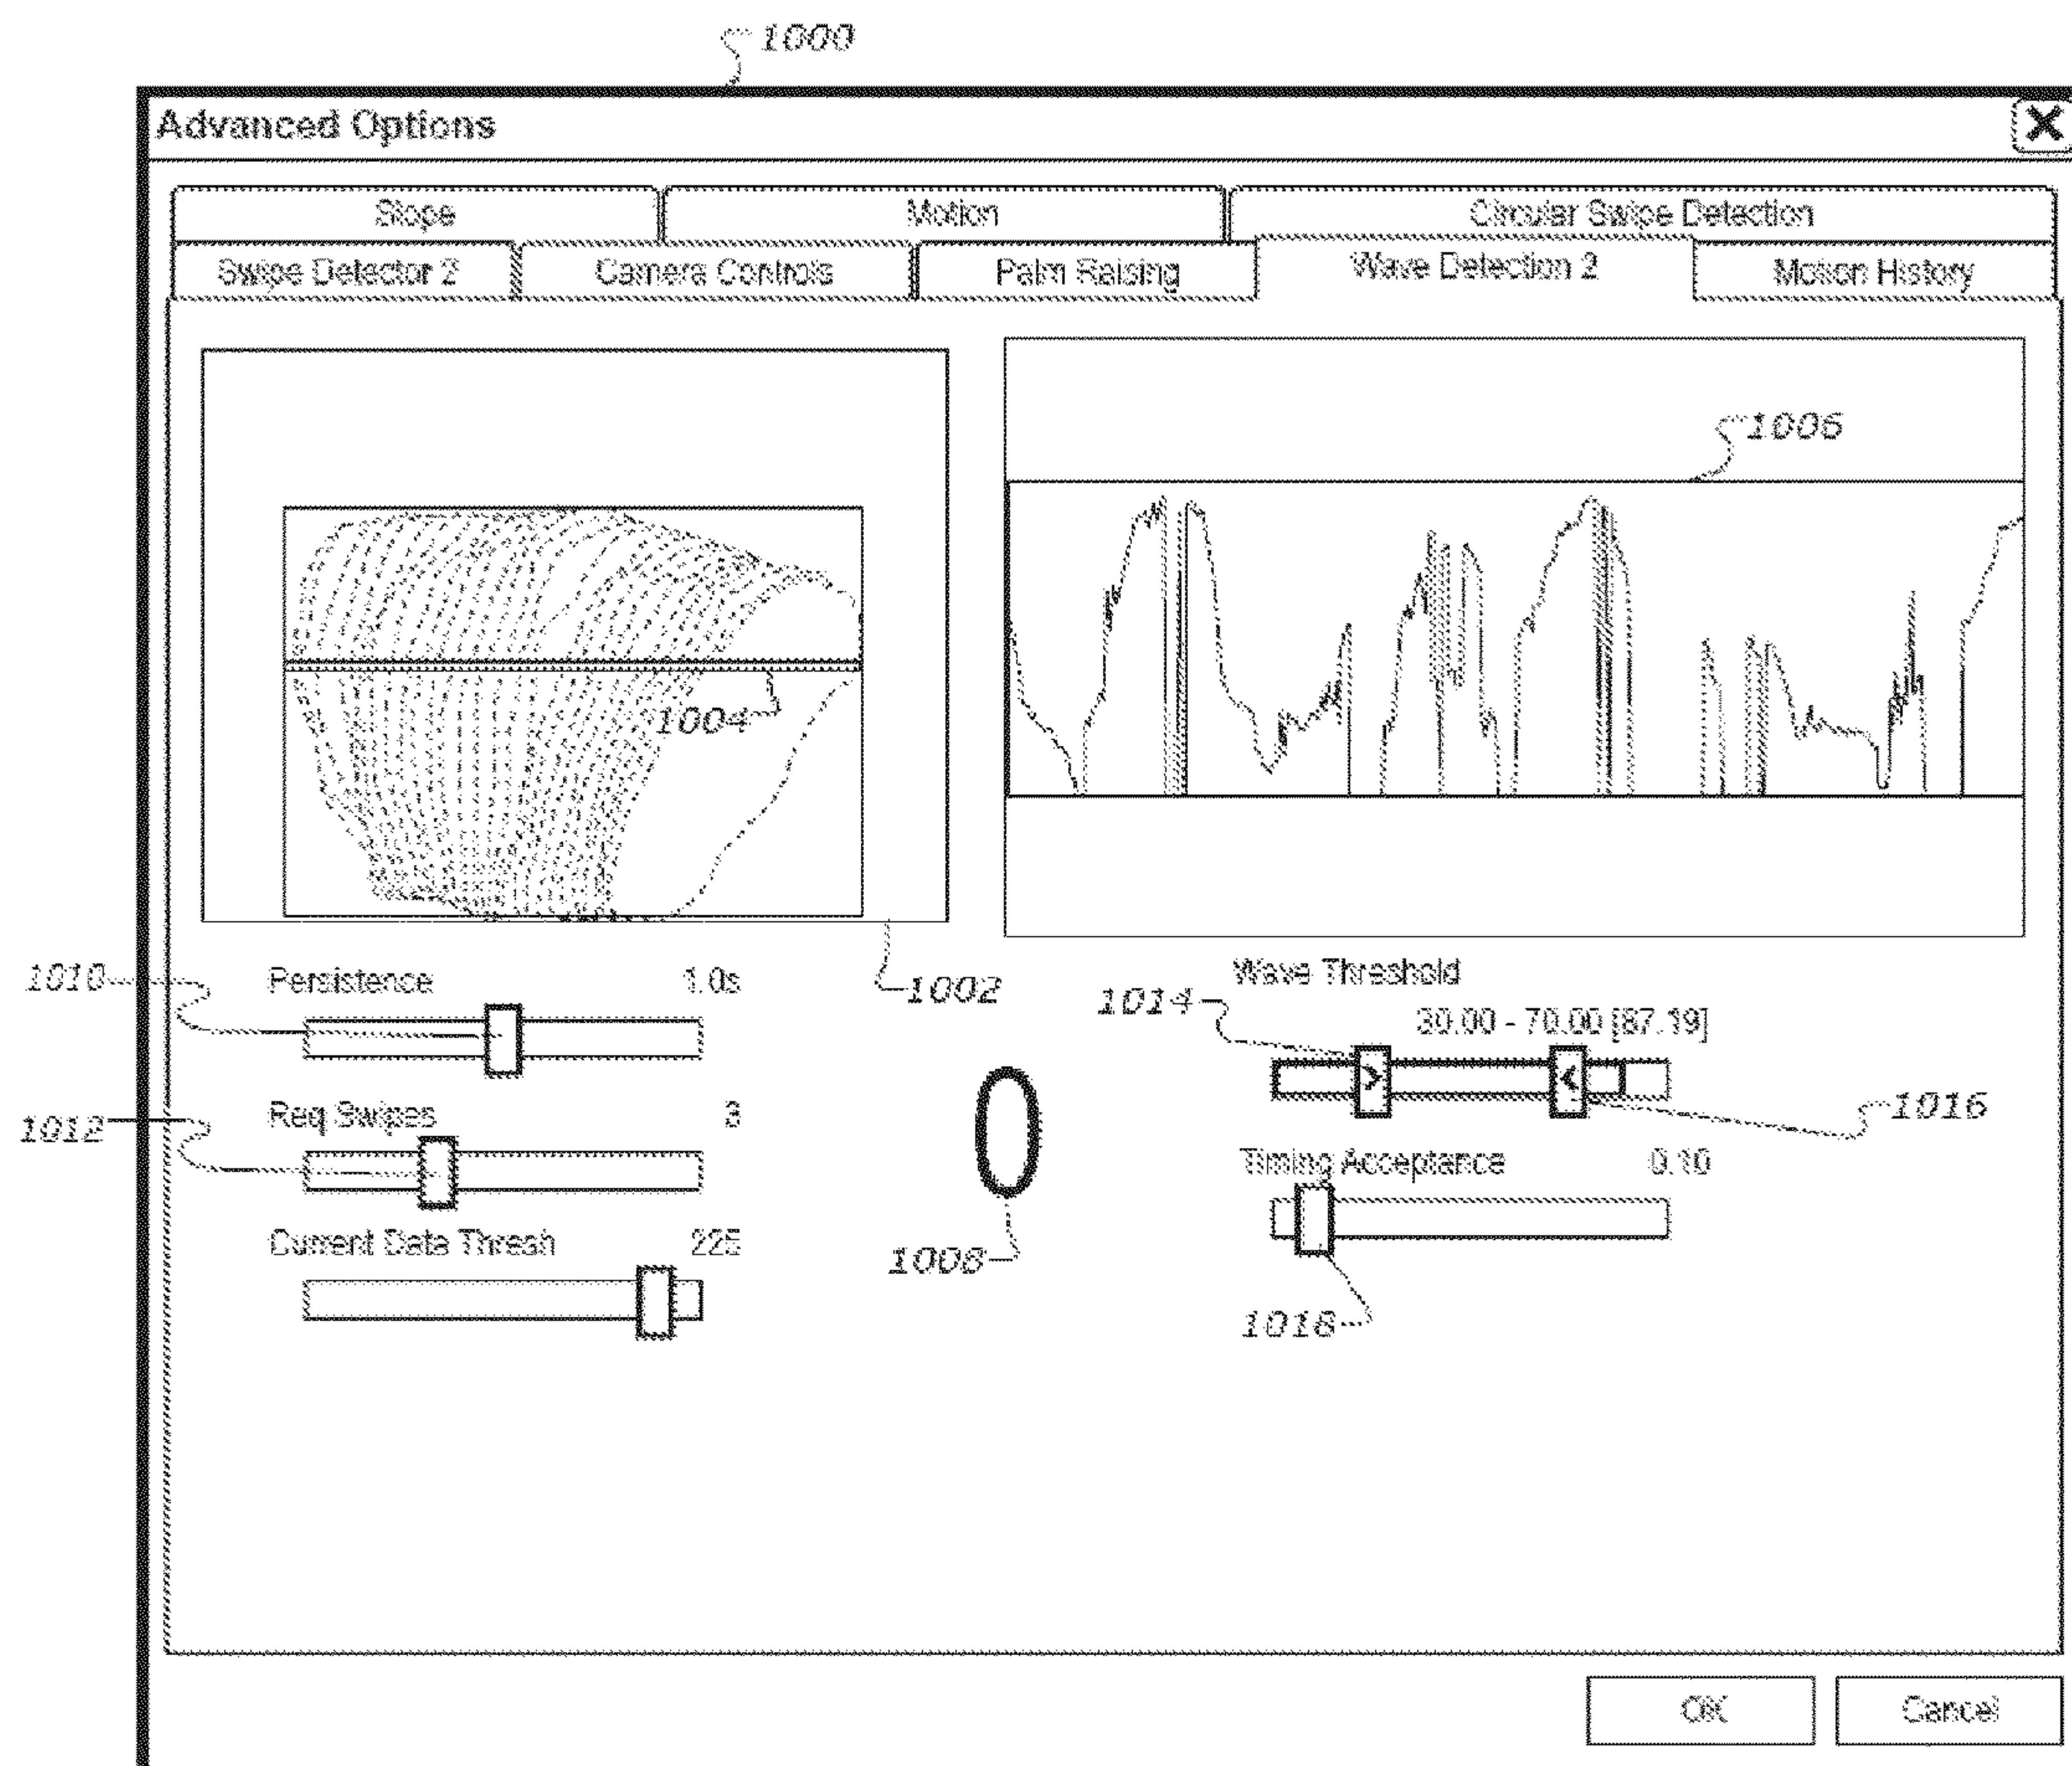 1000
Advanced Options
Slope Motion Circular Swipe Detection
Swipe Detector 2 Camera Controls Palm Raising Wave Detection 2 Motion History
1006
1004
1010 Persistence 1.0s
1002
Wave Threshold
1014
30.00 - 70.00 [87.19]
1012 Req Swipes 3
1016
Timing Acceptance 0.10
Current Data Thresh 225
1008
1018
OK Cancel